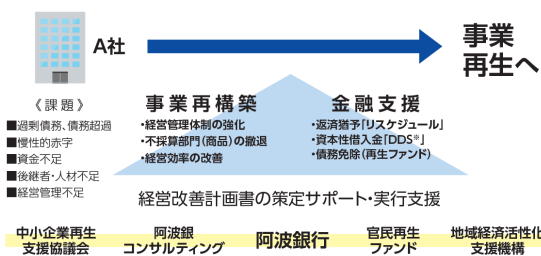 A社
事業
再生へ
《課題》
■過剰債務、債務超過
■慢性的赤字
■資金不足
■後継者・人材不足
■経営管理不足
事業再構築
・経営管理体制の強化
・不採算部門（商品）の撤退
・経営効率の改善
金融支援
・返済猶予「リスケジュール」
・資本性借入金「DDS※」
・債務免除（再生ファンド）
経営改善計画書の策定サポート・実行支援
中小企業再生
支援協議会
阿波銀
コンサルティング
阿波銀行
官民再生
ファンド
地域経済活性化
支援機構